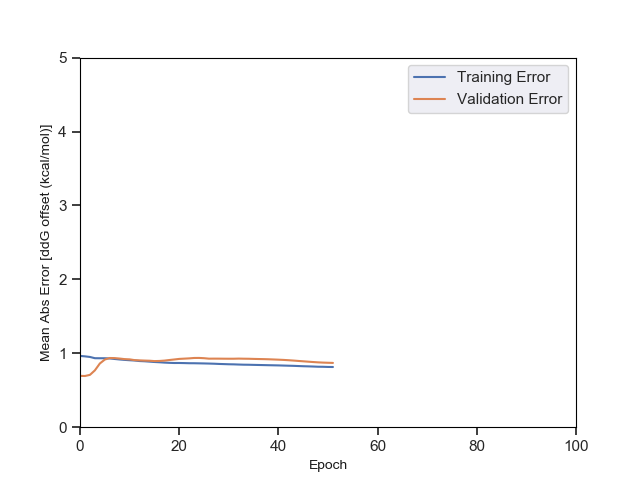 Training Error
Validation Error
Mean Abs Error [ddG offset (kcal/mol)]
5
4
3
2
1
0
0 20 40 60 80 100
Epoch